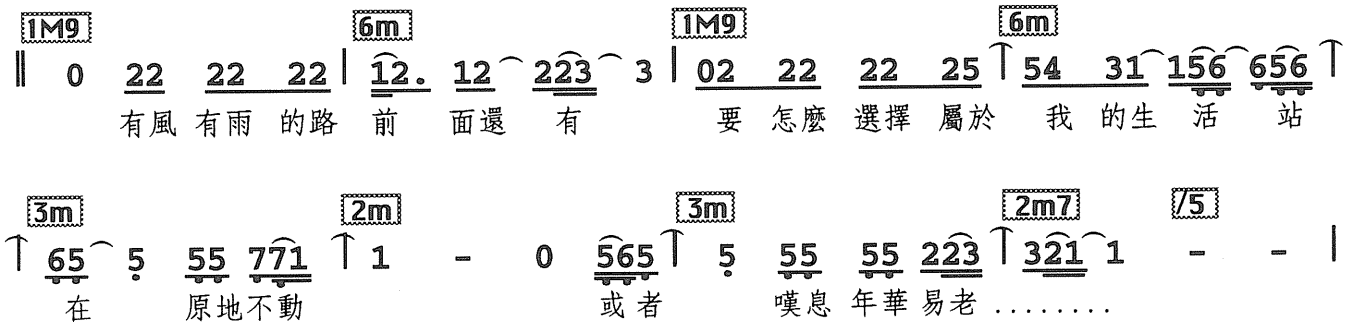 1M9 6m 1M9 6m
‖ 0 22 22 22 | 12. 12 223 3 | 02 22 22 25 | 54 31 156 656 |
有風 有雨 的路 前 面還 有 要 怎麼 選擇 屬於 我 的生 活 站
3m 2m 3m 2m7 /5
| 65 5 55 771 | 1 - 0 565 | 5 55 55 223 | 321 1 - - |
在 原地不動 或者 嘆息 年華 易老 ........